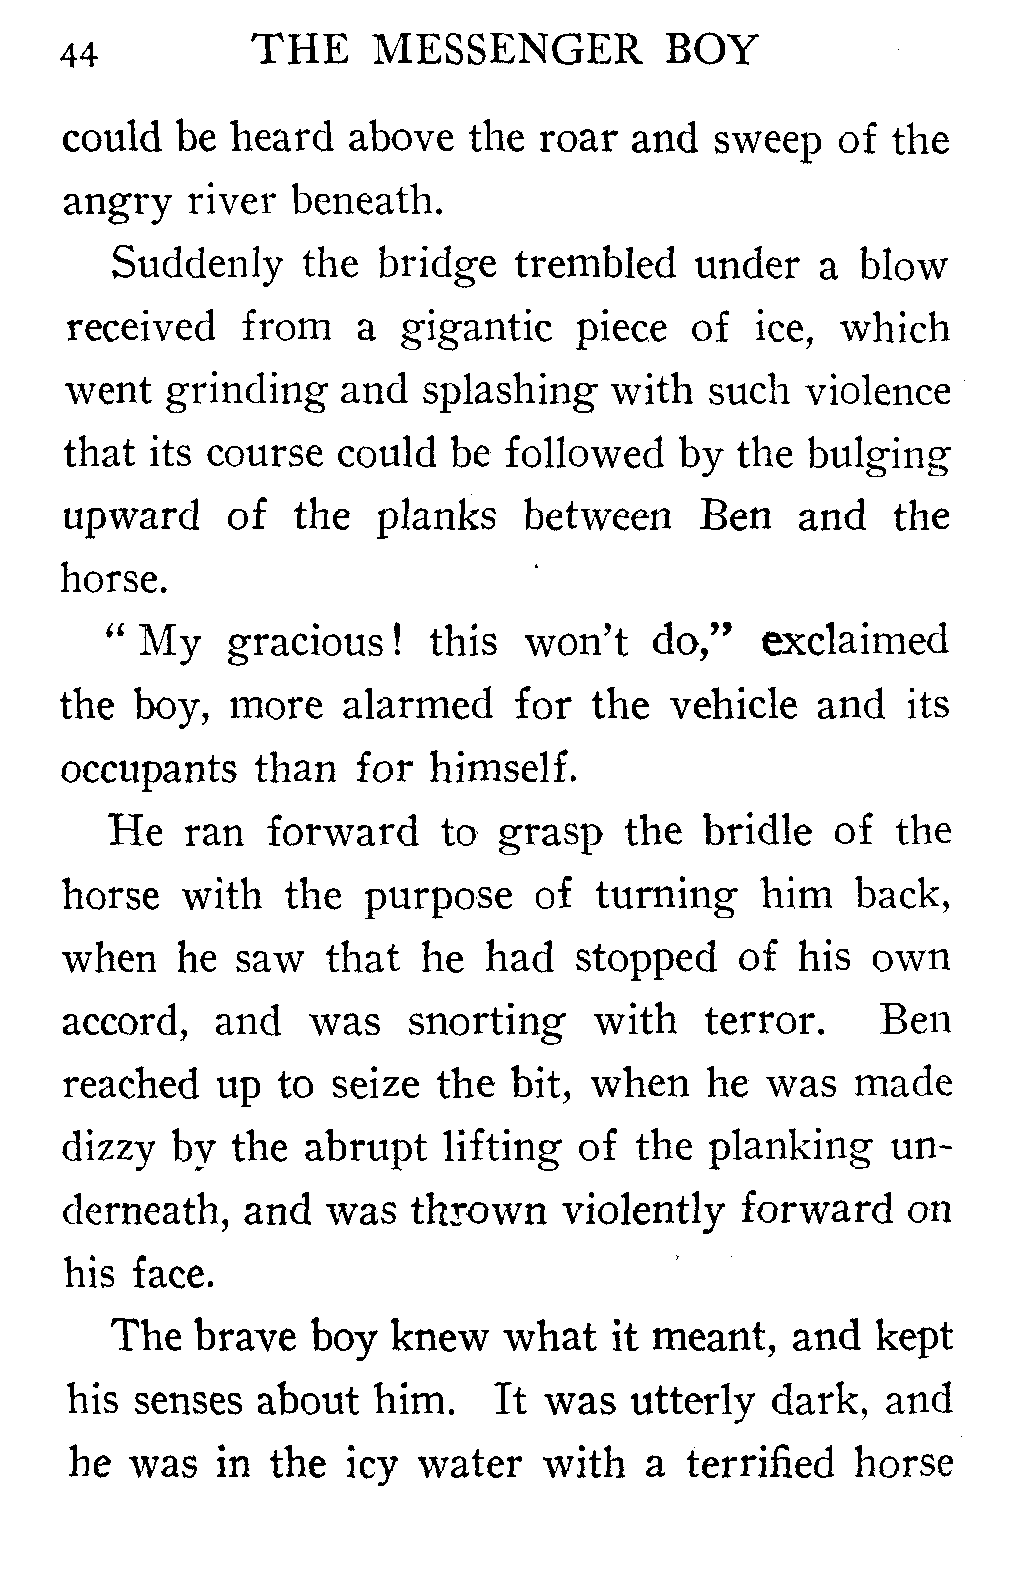 44 THE MESSENGER BOY
could be heard above the roar and sweep of the
angry river beneath.
Suddenly the bridge trembled under a blow
received from a gigantic piece of ice, which
went grinding and splashing with such violence
that its course could be followed by the bulging
upward of the planks between Ben and the
horse.
“ My gracious! this won’t do,” exclaimed
the boy, more alarmed for the vehicle and its
occupants than for himself.
He ran forward to grasp the bridle of the
horse with the purpose of turning him back,
when he saw that he had stopped of his own
accord, and was snorting with terror. Ben
reached up to seize the bit, when he was made
dizzy by the abrupt lifting of the planking un-
derneath, and was thrown violently forward on
his face.
The brave boy knew what it meant, and kept
his senses about him. It was utterly dark, and
he was in the icy water with a terrified horse